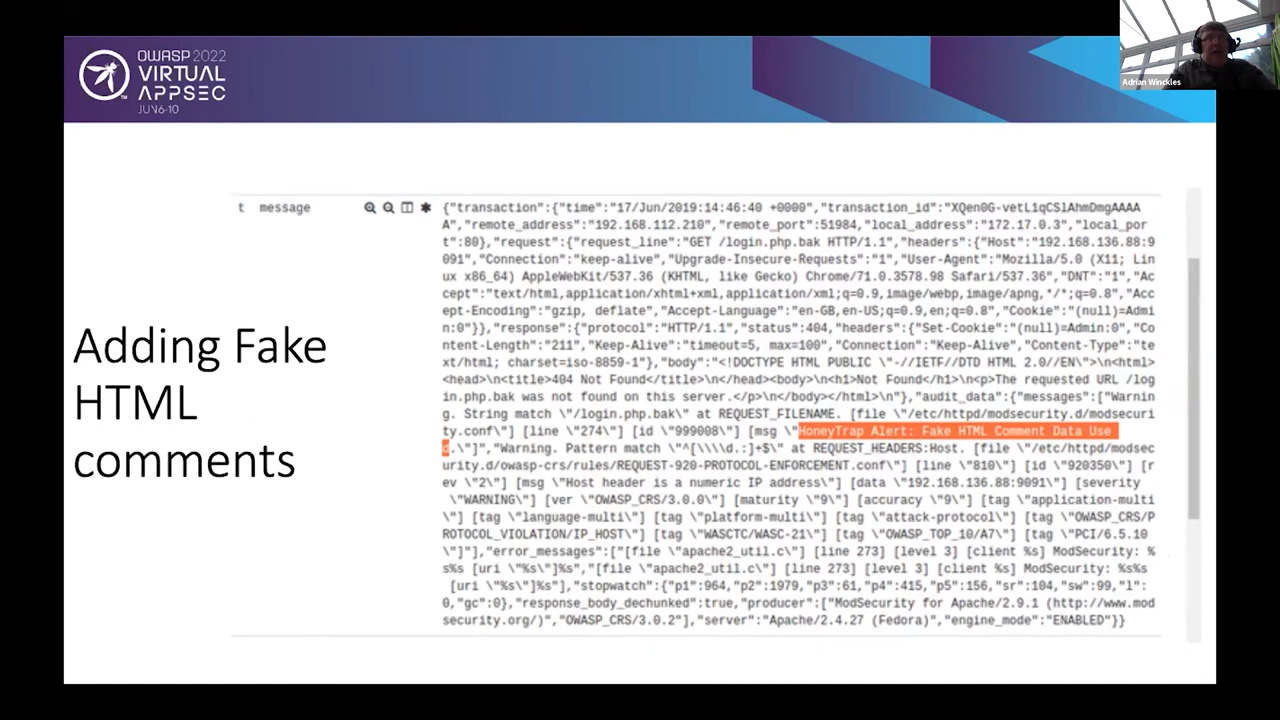 OWASP 2022
VIRTUAL
APPSEC
JUN 6-10
Adrian Winckles
Adding Fake
HTML
comments
t message
{"transaction":{"time":"17/Jun/2019:14:46:40 +0000","transaction_id":"XQen0G-vetL1qCSlAhmDmgAAAA
A","remote_address":"192.168.112.210","remote_port":51984,"local_address":"172.17.0.3","local_por
t":80},"request":{"request_line":"GET /login.php.bak HTTP/1.1","headers":{"Host":"192.168.136.88:9
091","Connection":"keep-alive","Upgrade-Insecure-Requests":"1","User-Agent":"Mozilla/5.0 (X11; Lin
ux x86_64) AppleWebKit/537.36 (KHTML, like Gecko) Chrome/71.0.3578.98 Safari/537.36","DNT":"1","Ac
cept":"text/html,application/xhtml+xml,application/xml;q=0.9,image/webp,image/apng,*/*;q=0.8","Acc
ept-Encoding":"gzip, deflate","Accept-Language":"en-GB,en-US;q=0.9,en;q=0.8","Cookie":"(null)=Admi
n:0"}},"response":{"protocol":"HTTP/1.1","status":404,"headers":{"Set-Cookie":"(null)=Admin:0","Co
ntent-Length":"211","Keep-Alive":"timeout=5, max=100","Connection":"Keep-Alive","Content-Type":"te
xt/html; charset=iso-8859-1"},"body":"<!DOCTYPE HTML PUBLIC \"-//IETF//DTD HTML 2.0//EN\">\n<html>
<head>\n<title>404 Not Found</title>\n</head><body>\n<h1>Not Found</h1>\n<p>The requested URL /log
in.php.bak was not found on this server.</p>\n</body></html>\n"},"audit_data":{"messages":["Warnin
g. String match \"/login.php.bak\" at REQUEST_FILENAME. [file \"/etc/httpd/modsecurity.d/modsecuri
ty.conf\"] [line \"274\"] [id \"999008\"] [msg \"HoneyTrap Alert: Fake HTML Comment Data Use
d.\"]","Warning. Pattern match \"^[\\\\d.:]+$\" at REQUEST_HEADERS:Host. [file \"/etc/httpd/modsec
urity.d/owasp-crs/rules/REQUEST-920-PROTOCOL-ENFORCEMENT.conf\"] [line \"810\"] [id \"920350\"] [r
ev \"2\"] [msg \"Host header is a numeric IP address\"] [data \"192.168.136.88:9091\"] [severity
\"WARNING\"] [ver \"OWASP_CRS/3.0.0\"] [maturity \"9\"] [accuracy \"9\"] [tag \"application-multi
\"] [tag \"language-multi\"] [tag \"platform-multi\"] [tag \"attack-protocol\"] [tag \"OWASP_CRS/P
ROTOCOL_VIOLATION/IP_HOST\"] [tag \"WASCTC/WASC-21\"] [tag \"OWASP_TOP_10/A7\"] [tag \"PCI/6.5.10
\"]"],"error_messages":["[file \"apache2_util.c\"] [line 273] [level 3] [client %s] ModSecurity: %
s%s [uri \"%s\"]%s","[file \"apache2_util.c\"] [line 273] [level 3] [client %s] ModSecurity: %s%s
[uri \"%s\"]%s"],"stopwatch":{"p1":964,"p2":1979,"p3":61,"p4":415,"p5":156,"sr":104,"sw":99,"l":
0,"gc":0},"response_body_dechunked":true,"producer":["ModSecurity for Apache/2.9.1 (http://www.mod
security.org/)","OWASP_CRS/3.0.2"],"server":"Apache/2.4.27 (Fedora)","engine_mode":"ENABLED"}}